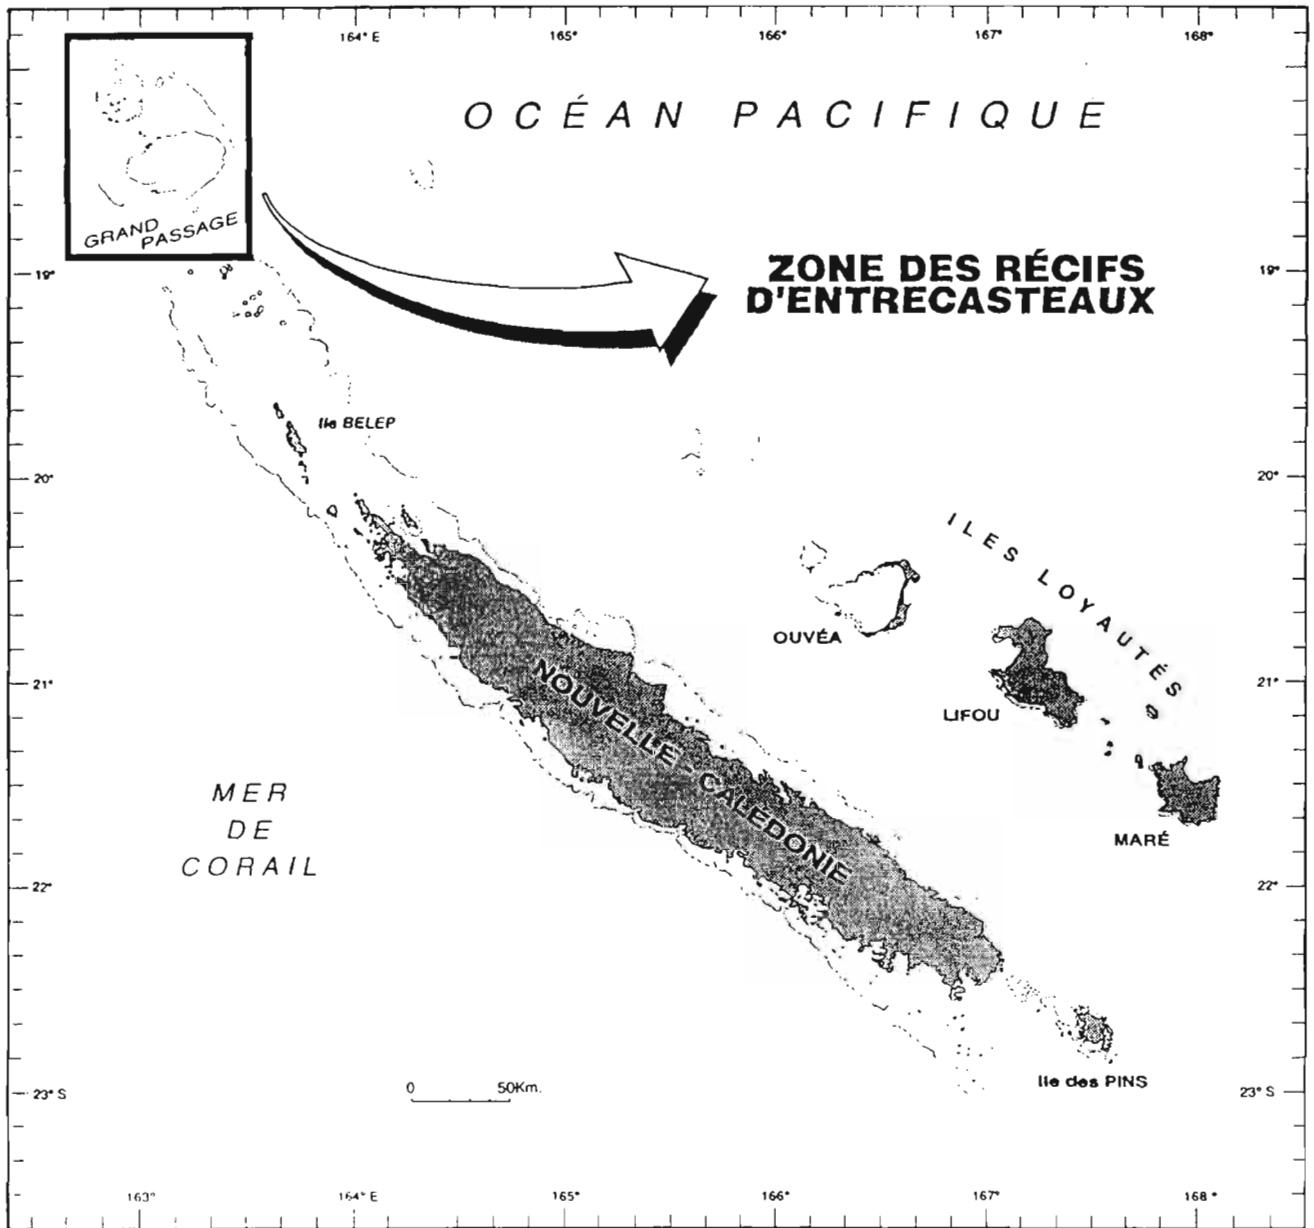 164° E 165° 166° 167° 168°
OCÉAN PACIFIQUE
GRAND
PASSAGE
ZONE DES RÉCIFS
D'ENTRECASTEAUX
19° 19°
Ile BELEP
20° 20°
ILES LOYAUTÉS
OUVÉA
NOUVELLE - CALÉDONIE
21° 21°
LIFOU
MER
DE
CORAIL
MARÉ
22° 22°
Ile des PINS
0 50Km.
23° S 23° S
163° 164° E 165° 166° 167° 168°